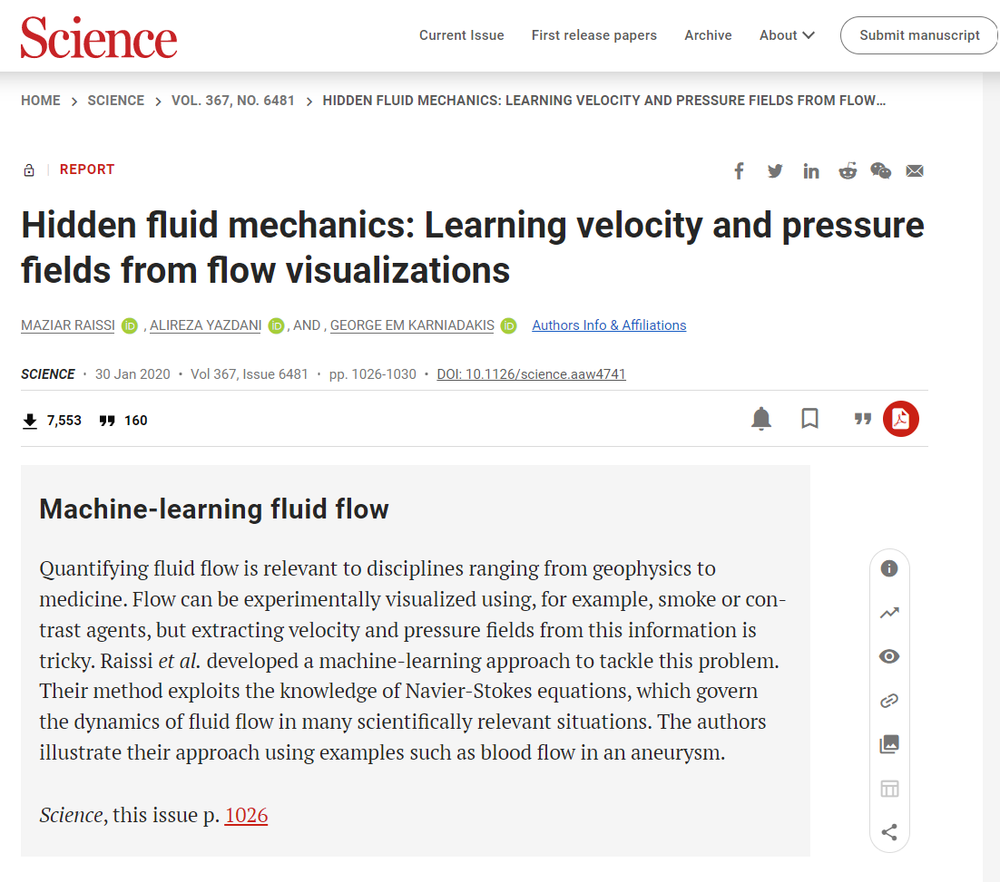 Science
Current Issue First release papers Archive About Submit manuscript
HOME > SCIENCE > VOL. 367, NO. 6481 > HIDDEN FLUID MECHANICS: LEARNING VELOCITY AND PRESSURE FIELDS FROM FLOW…
REPORT
Hidden fluid mechanics: Learning velocity and pressure
fields from flow visualizations
MAZIAR RAISSI iD , ALIREZA YAZDANI iD , AND , GEORGE EM KARNIADAKIS iD Authors Info & Affiliations
SCIENCE · 30 Jan 2020 · Vol 367, Issue 6481 · pp. 1026-1030 · DOI: 10.1126/science.aaw4741
7,553 160
Machine-learning fluid flow
Quantifying fluid flow is relevant to disciplines ranging from geophysics to
medicine. Flow can be experimentally visualized using, for example, smoke or con-
trast agents, but extracting velocity and pressure fields from this information is
tricky. Raissi et al. developed a machine-learning approach to tackle this problem.
Their method exploits the knowledge of Navier-Stokes equations, which govern
the dynamics of fluid flow in many scientifically relevant situations. The authors
illustrate their approach using examples such as blood flow in an aneurysm.
Science, this issue p. 1026